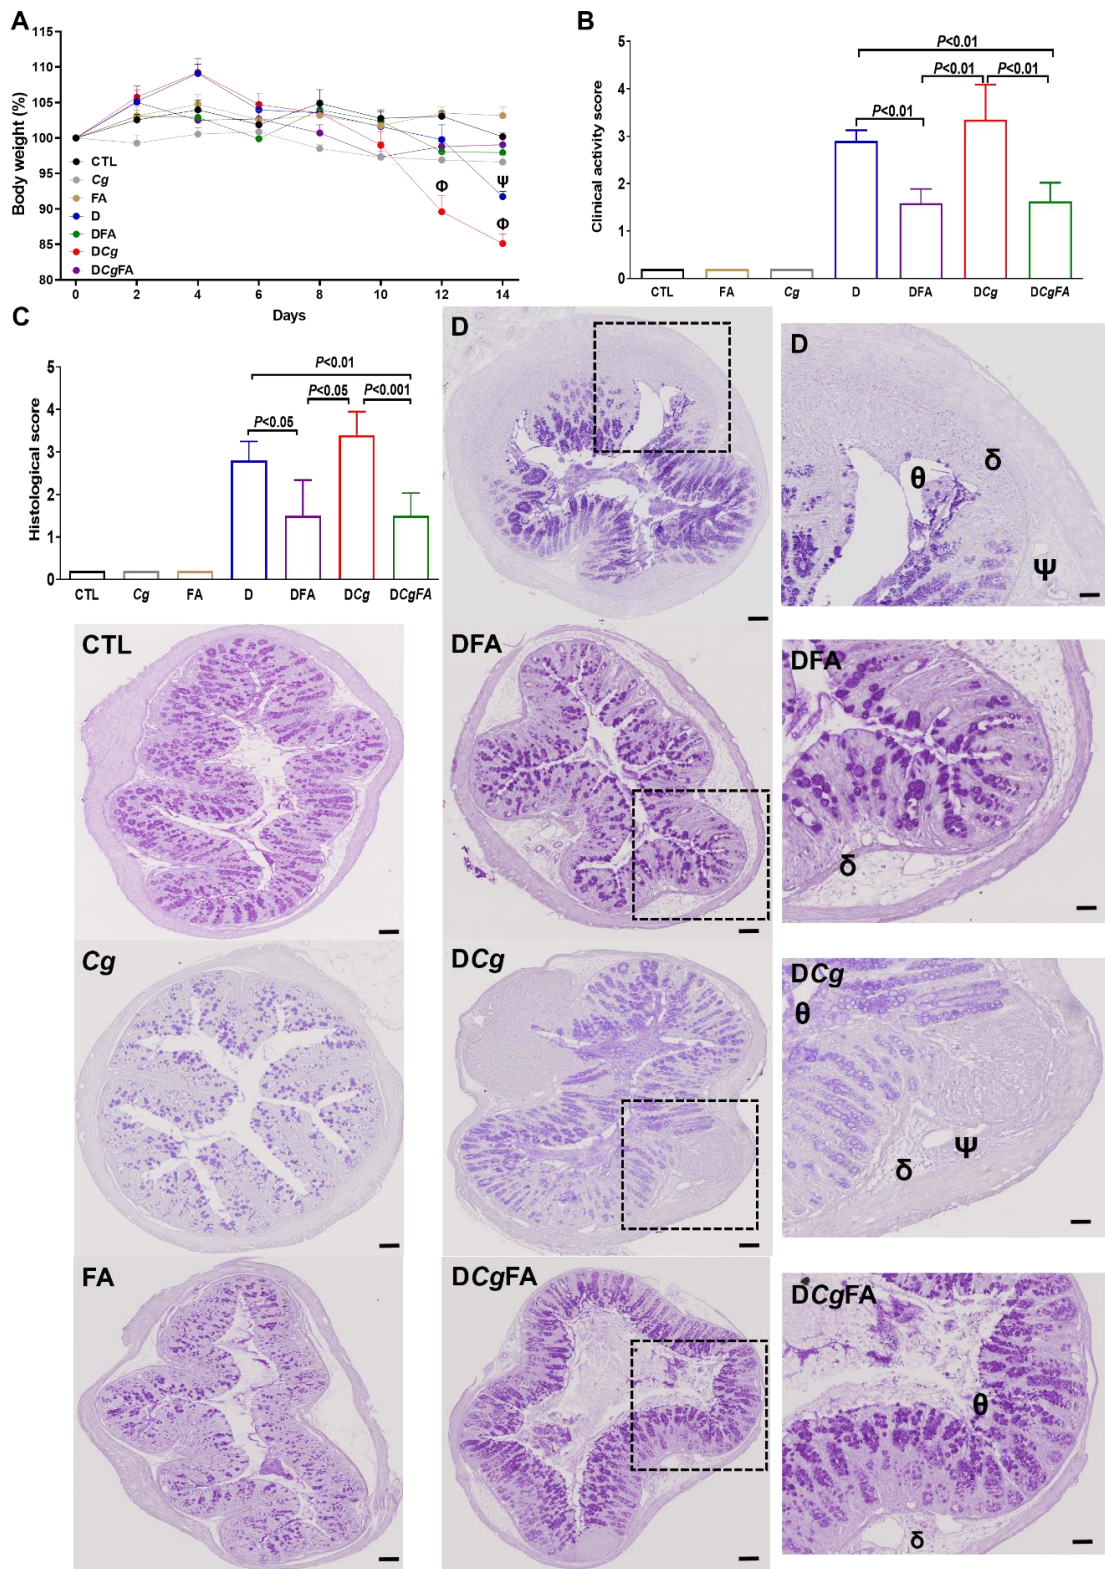 A
Body weight (%)
115
110
105
100
95
90
85
80
0
2
4
6
8
10
12
14
Days
CTL
Cg
FA
D
DFA
DCg
DCgFA
Φ
Ψ
Φ
B
Clinical activity score
5
4
3
2
1
0
P<0.01
P<0.01
P<0.01
P<0.01
CTL
FA
Cg
D
DFA
DCg
DCgFA
C
Histological score
5
4
3
2
1
0
P<0.01
P<0.05
P<0.001
P<0.05
CTL
Cg
FA
D
DFA
DCg
DCgFA
D
D
θ
δ
Ψ
CTL
DFA
DFA
δ
Cg
DCg
DCg
θ
δ
Ψ
FA
DCgFA
DCgFA
θ
δ